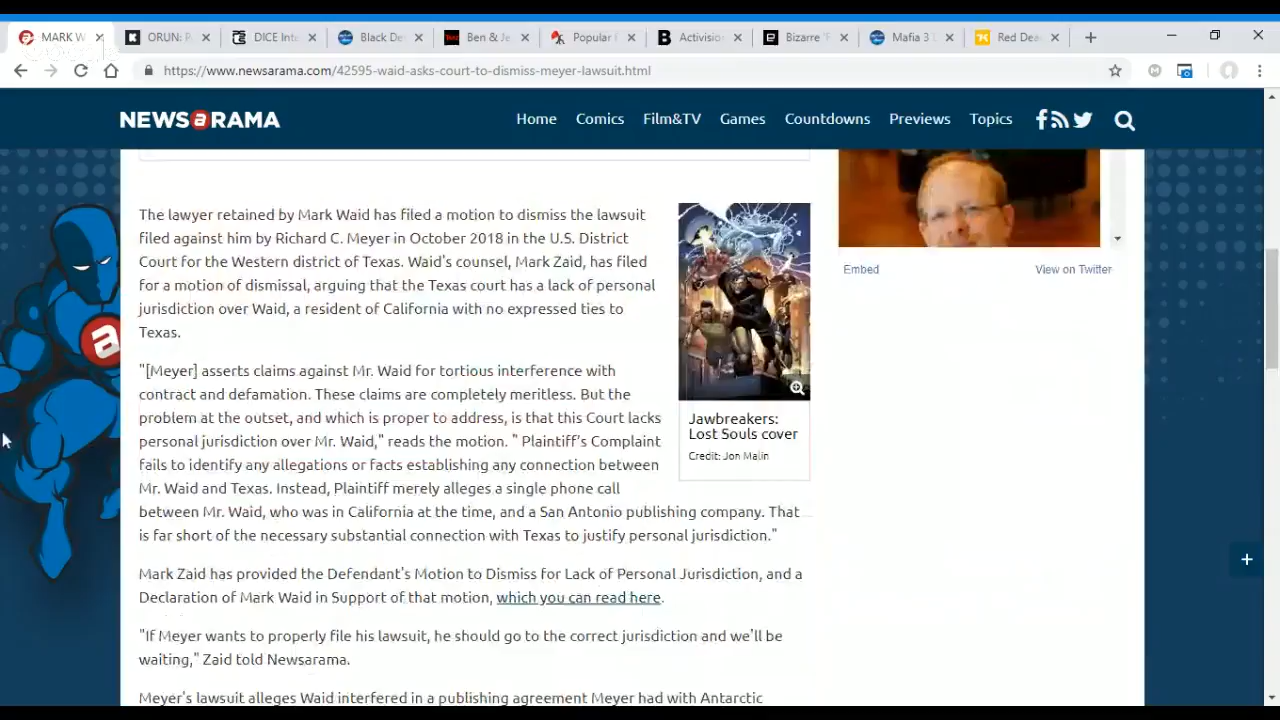 MARK W
ORUN:
DICE Inte
Black De
Ben & Je
Popular
Activision
Bizarre
Mafia 3
Red Dea
https://www.newsarama.com/42595-waid-asks-court-to-dismiss-meyer-lawsuit.html
NEWSaRAMA
Home Comics Film&TV Games Countdowns Previews Topics
The lawyer retained by Mark Waid has filed a motion to dismiss the lawsuit
filed against him by Richard C. Meyer in October 2018 in the U.S. District
Court for the Western district of Texas. Waid's counsel, Mark Zaid, has filed
for a motion of dismissal, arguing that the Texas court has a lack of personal
jurisdiction over Waid, a resident of California with no expressed ties to
Texas.
"[Meyer] asserts claims against Mr. Waid for tortious interference with
contract and defamation. These claims are completely meritless. But the
problem at the outset, and which is proper to address, is that this Court lacks
personal jurisdiction over Mr. Waid," reads the motion. " Plaintiff's Complaint
fails to identify any allegations or facts establishing any connection between
Mr. Waid and Texas. Instead, Plaintiff merely alleges a single phone call
between Mr. Waid, who was in California at the time, and a San Antonio publishing company. That
is far short of the necessary substantial connection with Texas to justify personal jurisdiction."
Mark Zaid has provided the Defendant's Motion to Dismiss for Lack of Personal Jurisdiction, and a
Declaration of Mark Waid in Support of that motion, which you can read here.
"If Meyer wants to properly file his lawsuit, he should go to the correct jurisdiction and we'll be
waiting," Zaid told Newsarama.
Meyer's lawsuit alleges Waid interfered in a publishing agreement Meyer had with Antarctic
Jawbreakers:
Lost Souls cover
Credit: Jon Malin
Embed
View on Twitter